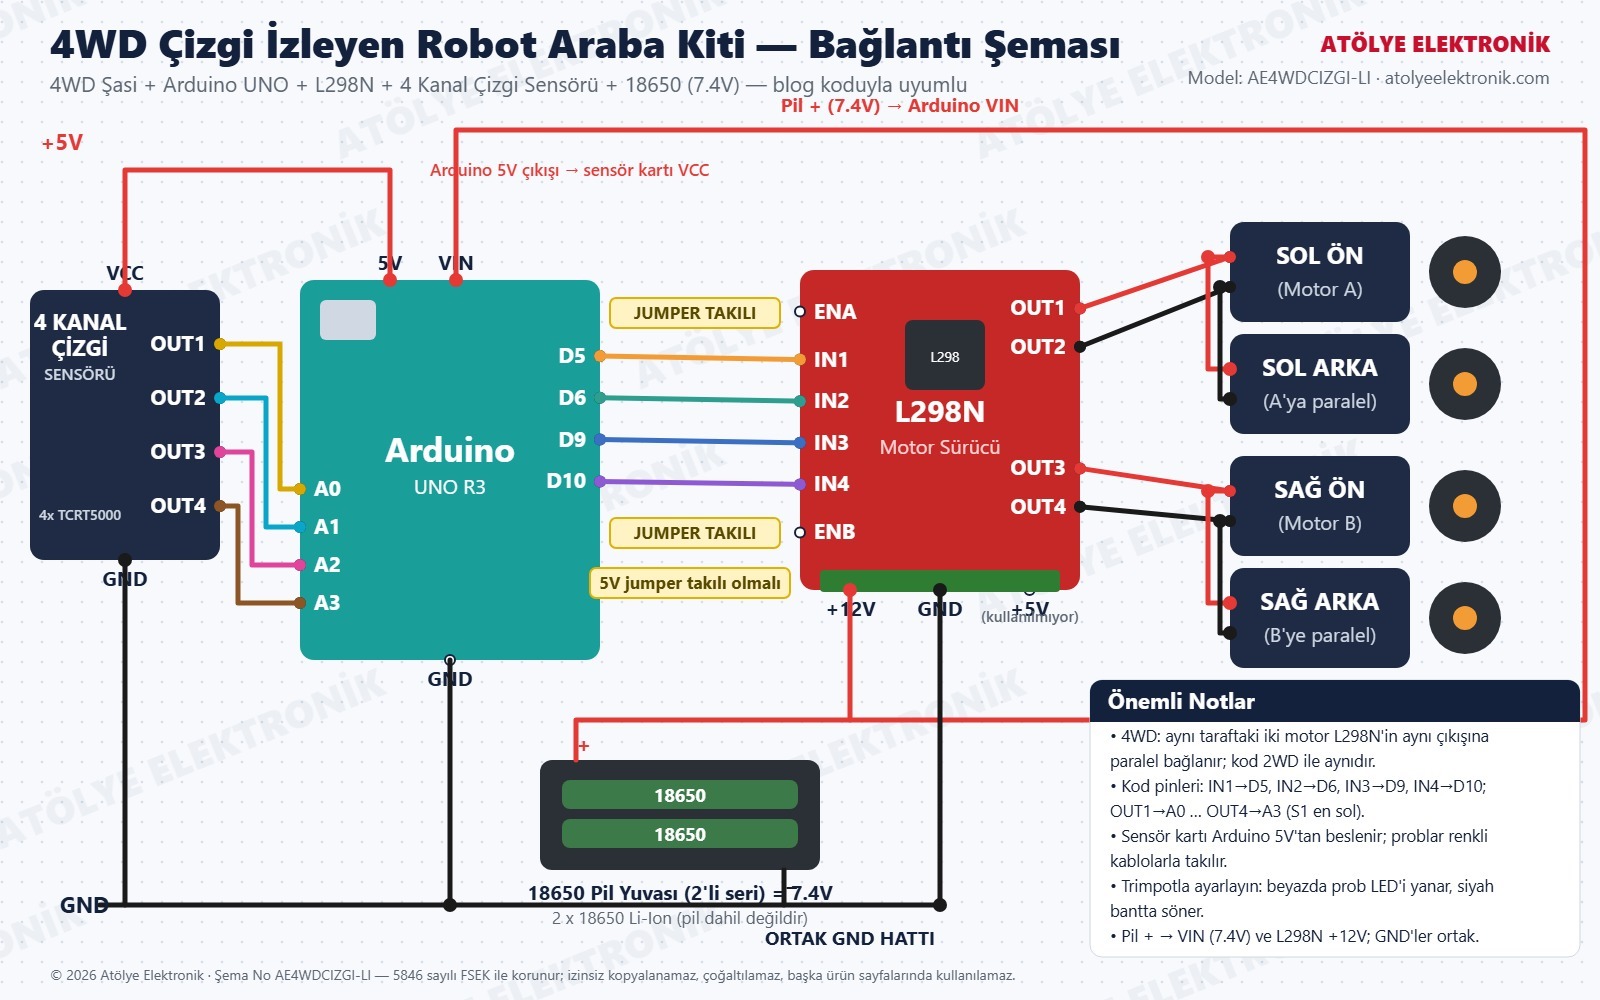 4WD Çizgi İzleyen Robot Araba Kiti — Bağlantı Şeması
ATÖLYE ELEKTRONİK
4WD Şasi + Arduino UNO + L298N + 4 Kanal Çizgi Sensörü + 18650 (7.4V) — blog koduyla uyumlu
Model: AE4WDCIZGI-LI · atolyeelektronik.com
Pil + (7.4V) → Arduino VIN
+5V
Arduino 5V çıkışı → sensör kartı VCC
VCC
5V
VIN
4 KANAL
ÇİZGİ
SENSÖRÜ
OUT1
OUT2
OUT3
OUT4
4x TCRT5000
GND
Arduino
UNO R3
A0
A1
A2
A3
D5
D6
D9
D10
GND
JUMPER TAKILI
JUMPER TAKILI
5V jumper takılı olmalı
ENA
IN1
IN2
IN3
IN4
ENB
L298
L298N
Motor Sürücü
OUT1
OUT2
OUT3
OUT4
+12V
GND
+5V
(kullanılmıyor)
SOL ÖN
(Motor A)
SOL ARKA
(A'ya paralel)
SAĞ ÖN
(Motor B)
SAĞ ARKA
(B'ye paralel)
+
18650
18650
18650 Pil Yuvası (2'li seri) = 7.4V
2 x 18650 Li-Ion (pil dahil değildir)
GND
ORTAK GND HATTI
Önemli Notlar
• 4WD: aynı taraftaki iki motor L298N'in aynı çıkışına
paralel bağlanır; kod 2WD ile aynıdır.
• Kod pinleri: IN1→D5, IN2→D6, IN3→D9, IN4→D10;
OUT1→A0 … OUT4→A3 (S1 en sol).
• Sensör kartı Arduino 5V'tan beslenir; problar renkli
kablolarla takılır.
• Trimpotla ayarlayın: beyazda prob LED'i yanar, siyah
bantta söner.
• Pil + → VIN (7.4V) ve L298N +12V; GND'ler ortak.
© 2026 Atölye Elektronik · Şema No AE4WDCIZGI-LI — 5846 sayılı FSEK ile korunur; izinsiz kopyalanamaz, çoğaltılamaz, başka ürün sayfalarında kullanılamaz.